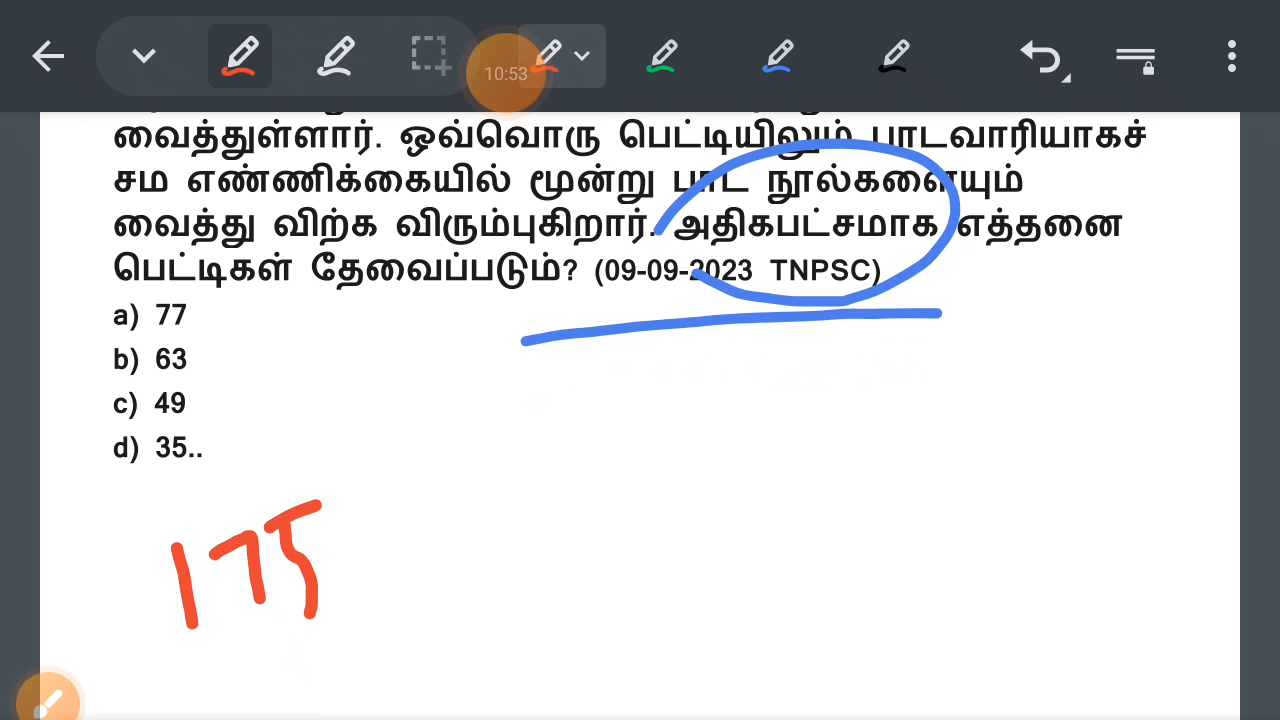 10:53
வைத்துள்ளார். ஒவ்வொரு பெட்டியிலும் பாடவாரியாகச்
சம எண்ணிக்கையில் மூன்று பாட நூல்களையும்
வைத்து விற்க விரும்புகிறார். அதிகபட்சமாக எத்தனை
பெட்டிகள் தேவைப்படும்? (09-09-2023 TNPSC)
a) 77
b) 63
c) 49
d) 35..
175